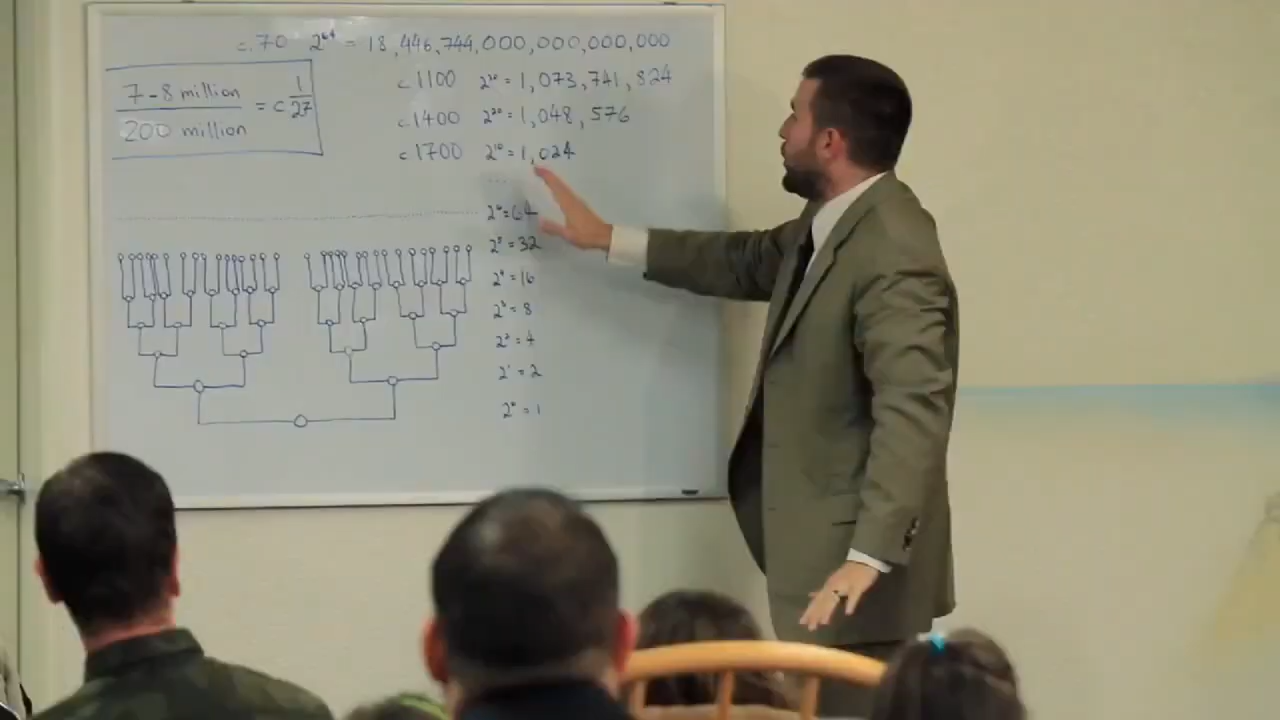 c.70 2⁶⁴ = 18,446,744,000,000,000,000
7-8 million
200 million
= c 1/27
c1100 2³⁰ = 1,073,741,824
c.1400 2²⁰ = 1,048,576
c1700 2¹⁰ = 1,024
2⁶ = 64
2⁵ = 32
2⁴ = 16
2³ = 8
2² = 4
2¹ = 2
2⁰ = 1